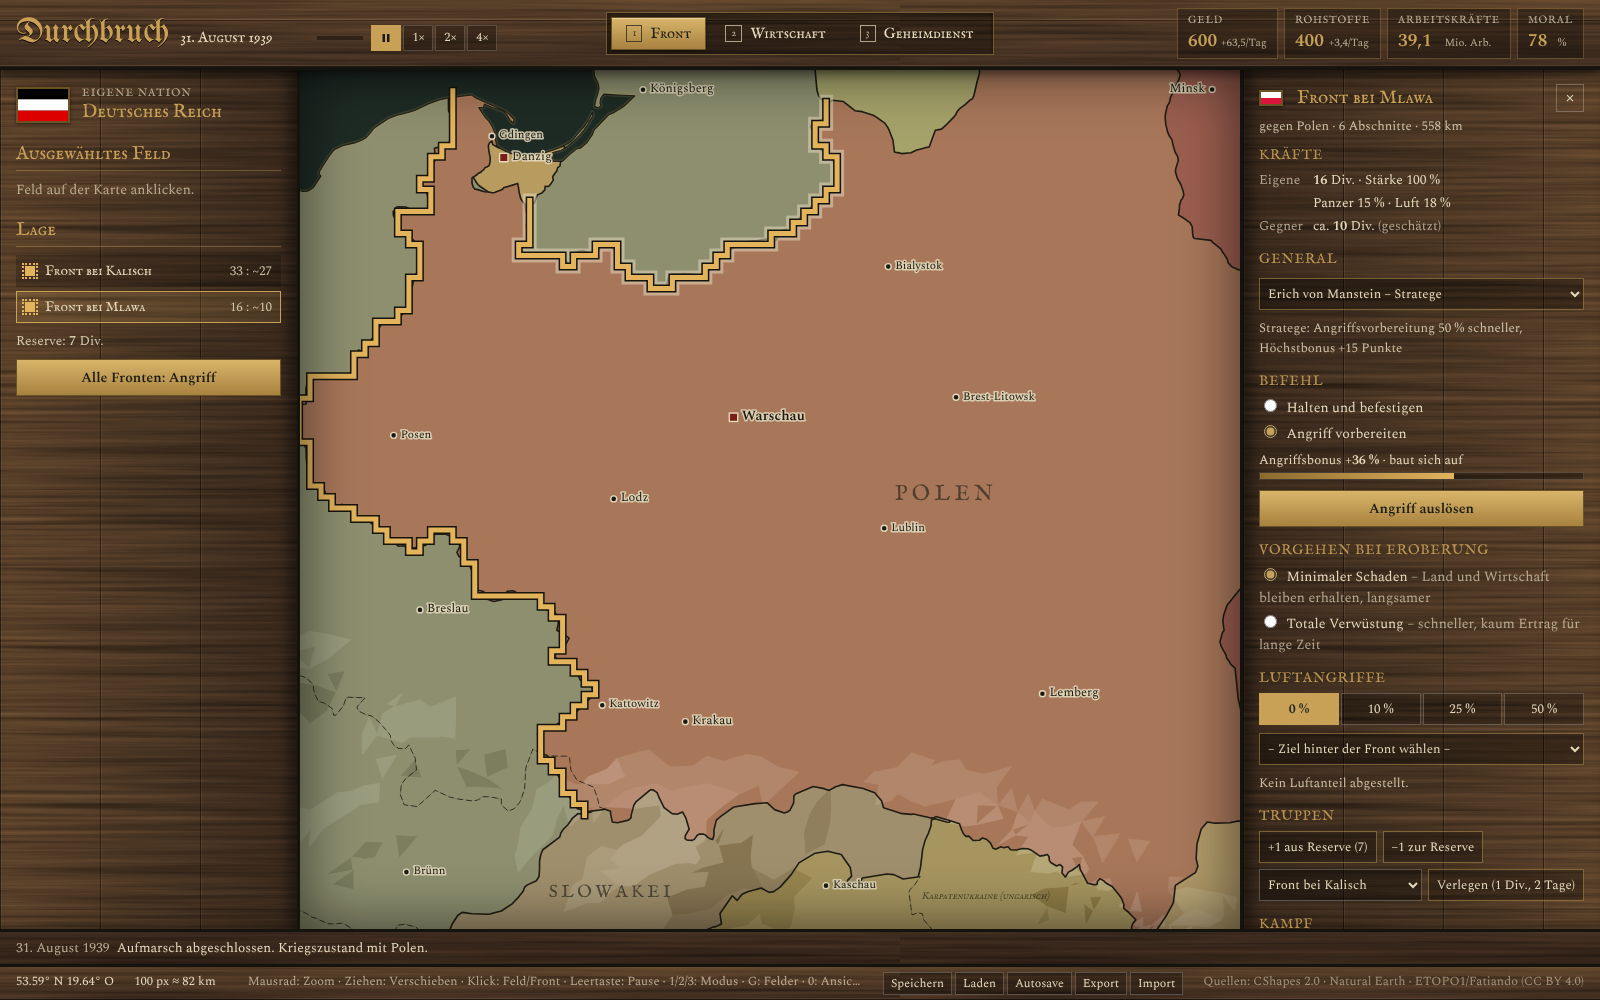 Durchbruch
31. August 1939
1×
2×
4×
1 Front
2 Wirtschaft
3 Geheimdienst
GELD
600 +63,5/Tag
ROHSTOFFE
400 +3,4/Tag
ARBEITSKRÄFTE
39,1 Mio. Arb.
MORAL
78 %
EIGENE NATION
Deutsches Reich
Ausgewähltes Feld
Feld auf der Karte anklicken.
Lage
Front bei Kalisch 33 : ~27
Front bei Mlawa 16 : ~10
Reserve: 7 Div.
Alle Fronten: Angriff
Königsberg
Minsk
Gdingen
Danzig
Bialystok
Brest-Litowsk
Warschau
Posen
POLEN
Lodz
Lublin
Breslau
Kattowitz
Krakau
Lemberg
Brünn
SLOWAKEI
Kaschau
Karpatenukraine (ungarisch)
Front bei Mlawa
×
gegen Polen · 6 Abschnitte · 558 km
KRÄFTE
Eigene 16 Div. · Stärke 100 %
Panzer 15 % · Luft 18 %
Gegner ca. 10 Div. (geschätzt)
GENERAL
Erich von Manstein – Stratege
Stratege: Angriffsvorbereitung 50 % schneller,
Höchstbonus +15 Punkte
BEFEHL
Halten und befestigen
Angriff vorbereiten
Angriffsbonus +36 % · baut sich auf
Angriff auslösen
VORGEHEN BEI EROBERUNG
Minimaler Schaden – Land und Wirtschaft
bleiben erhalten, langsamer
Totale Verwüstung – schneller, kaum Ertrag für
lange Zeit
LUFTANGRIFFE
0 %
10 %
25 %
50 %
– Ziel hinter der Front wählen –
Kein Luftanteil abgestellt.
TRUPPEN
+1 aus Reserve (7)
−1 zur Reserve
Front bei Kalisch
Verlegen (1 Div., 2 Tage)
KAMPF
31. August 1939 Aufmarsch abgeschlossen. Kriegszustand mit Polen.
53.59° N 19.64° O
100 px ≈ 82 km
Mausrad: Zoom · Ziehen: Verschieben · Klick: Feld/Front · Leertaste: Pause · 1/2/3: Modus · G: Felder · 0: Ansic…
Speichern
Laden
Autosave
Export
Import
Quellen: CShapes 2.0 · Natural Earth · ETOPO1/Fatiando (CC BY 4.0)